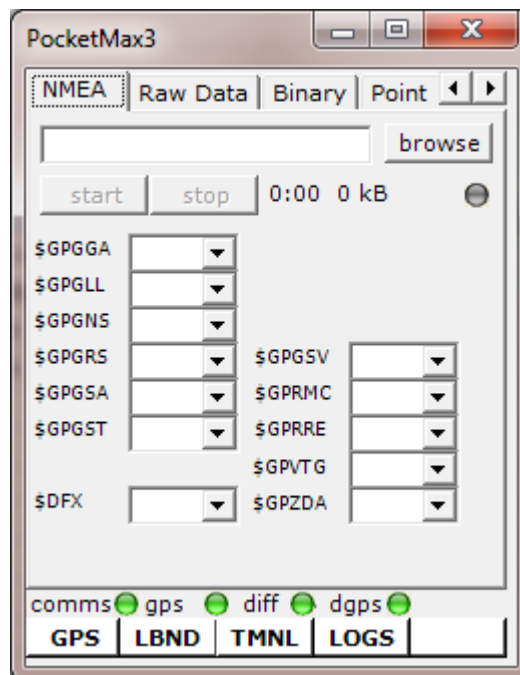 PocketMax3
NMEA Raw Data Binary Point
browse
start stop 0:00 0 kB
$GPGGA
$GPGLL
$GPGNS
$GPGRS $GPGSV
$GPGSA $GPRMC
$GPGST $GPRRE
$GPVTG
$DFX $GPZDA
comms gps diff dgps
GPS LBND TMNL LOGS